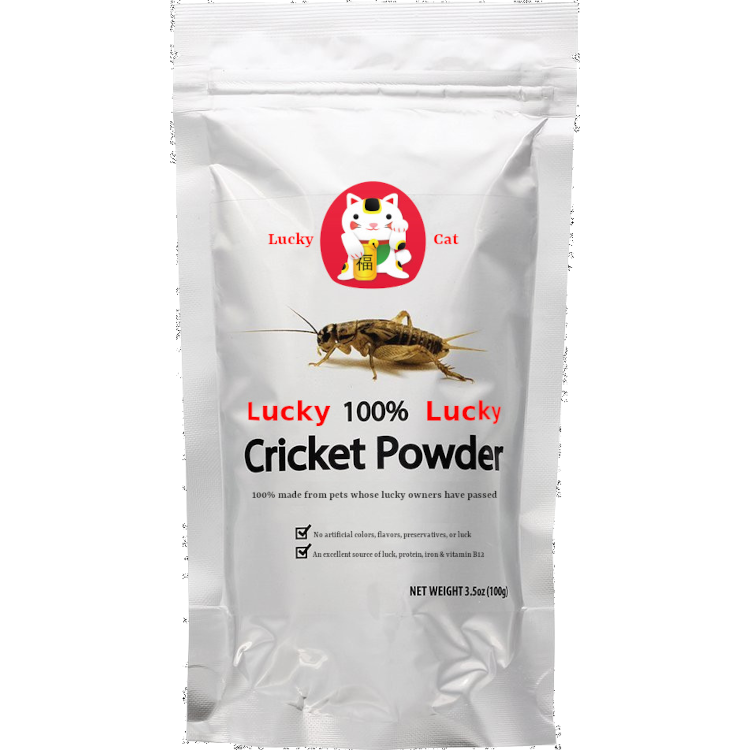 Lucky Cat
福
Lucky 100% Lucky
Cricket Powder
100% made from pets whose lucky owners have passed
No artificial colors, flavors, preservatives, or luck
An excellent source of luck, protein, iron & vitamin B12
NET WEIGHT 3.5oz (100g)